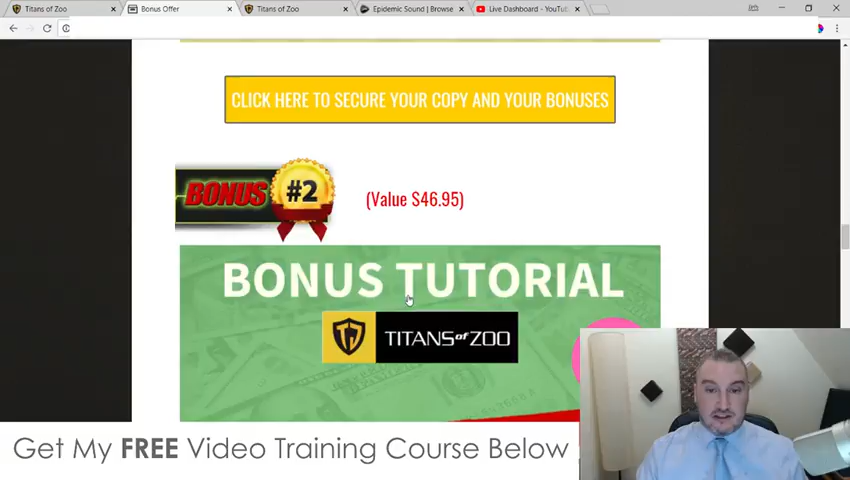 Titans of Zoo
Bonus Offer
Titans of Zoo
Epidemic Sound | Browse
Live Dashboard - YouTub
CLICK HERE TO SECURE YOUR COPY AND YOUR BONUSES
BONUS #2
(Value $46.95)
BONUS TUTORIAL
TITANS of ZOO
Get My FREE Video Training Course Below